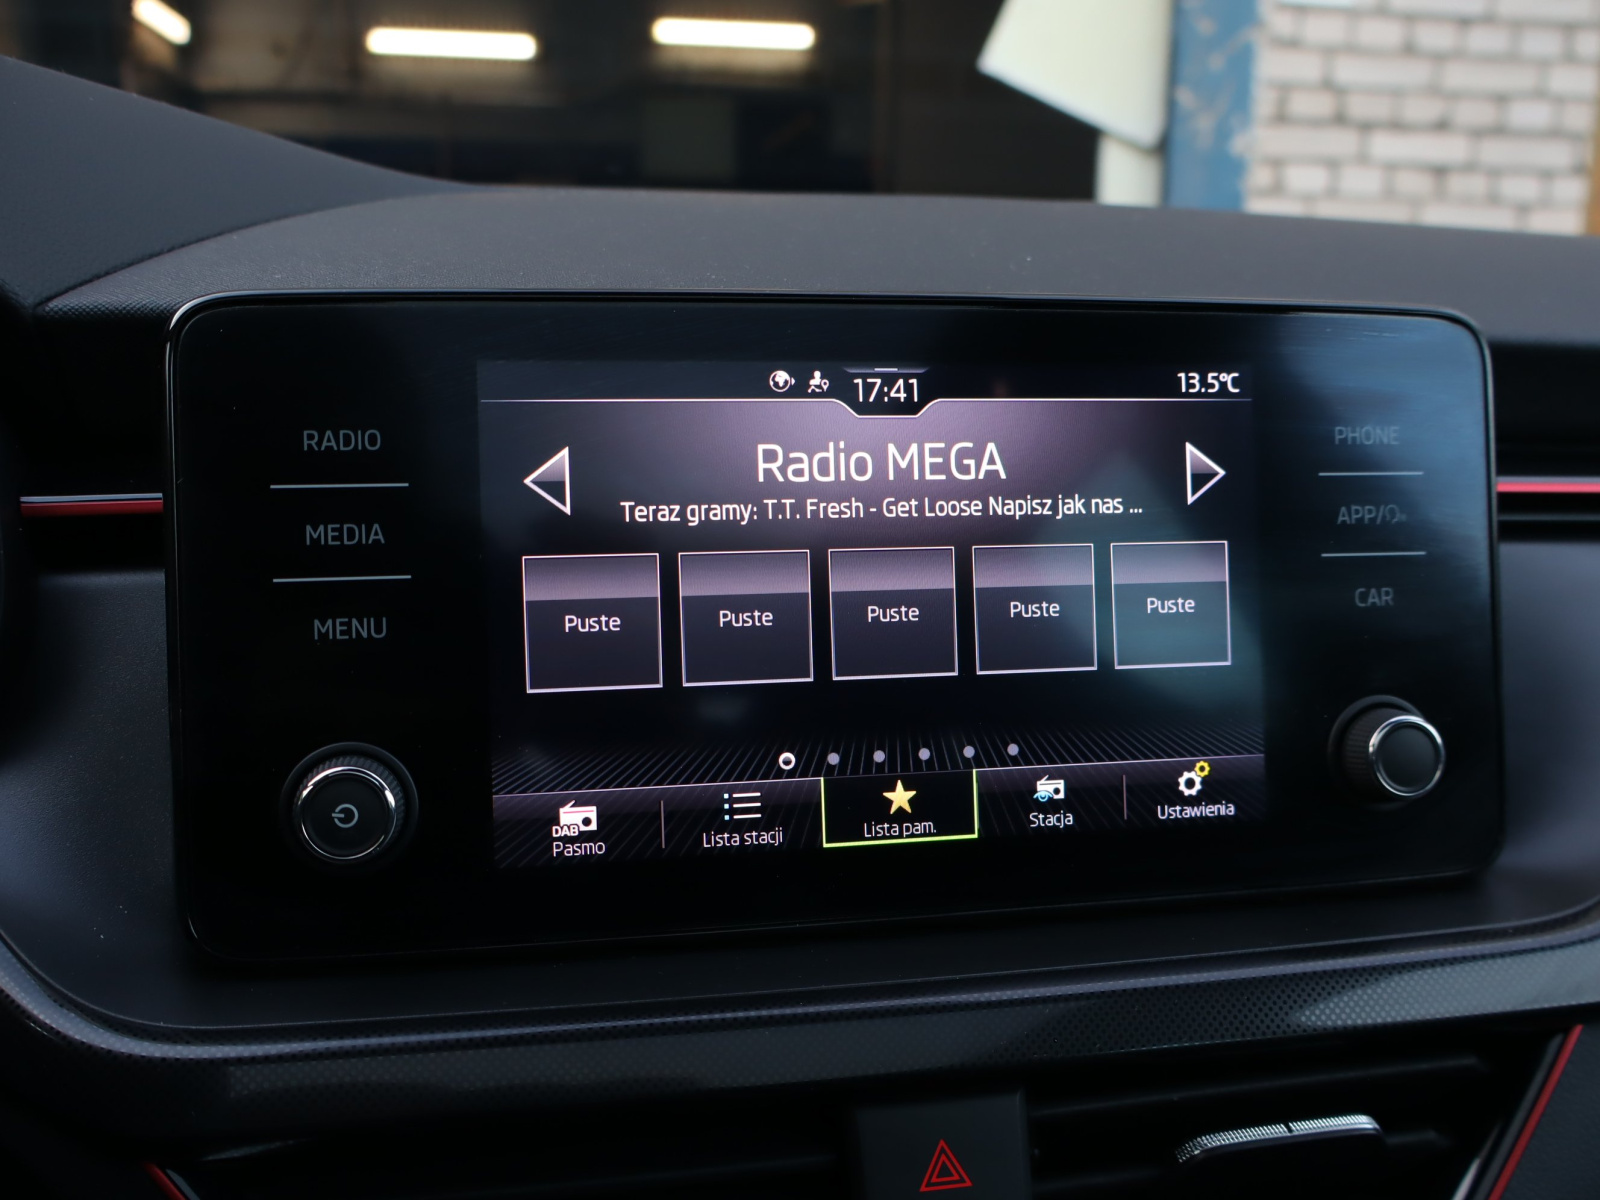 17:41
13.5°C
RADIO
MEDIA
MENU
Radio MEGA
Teraz gramy: T.T. Fresh - Get Loose Napisz jak nas ...
Puste
Puste
Puste
Puste
Puste
DAB
Pasmo
Lista stacji
Lista pam.
Stacja
Ustawienia
PHONE
APP/
CAR